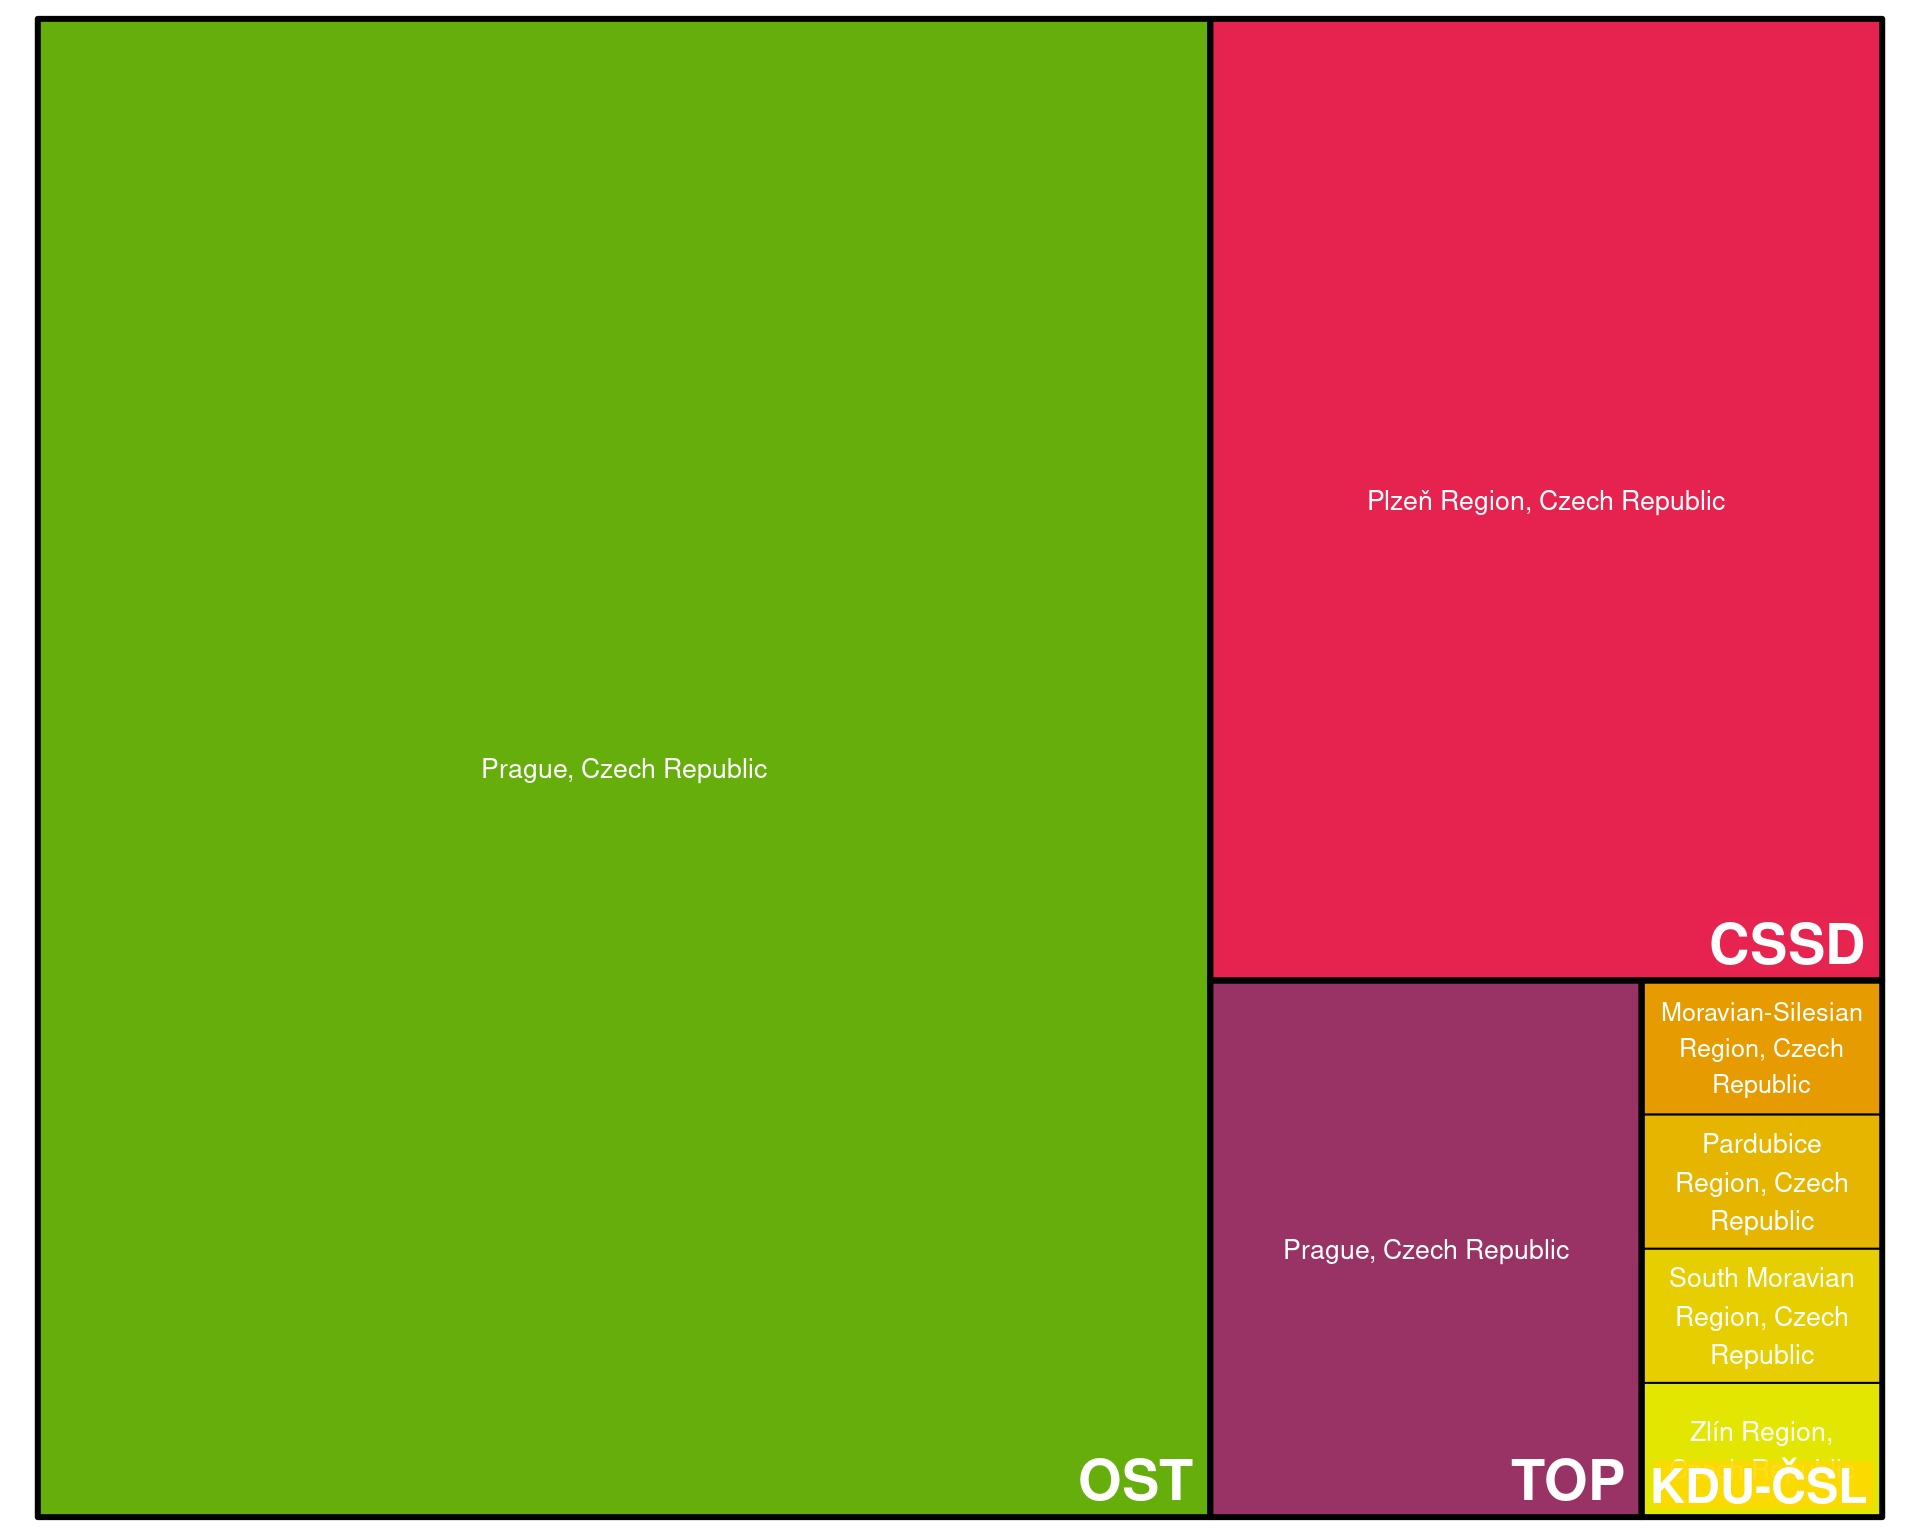 Prague, Czech Republic
OST
Plzeň Region, Czech Republic
CSSD
Prague, Czech Republic
TOP
Moravian-Silesian
Region, Czech
Republic
Pardubice
Region, Czech
Republic
South Moravian
Region, Czech
Republic
Zlín Region,
KDU-ČSL